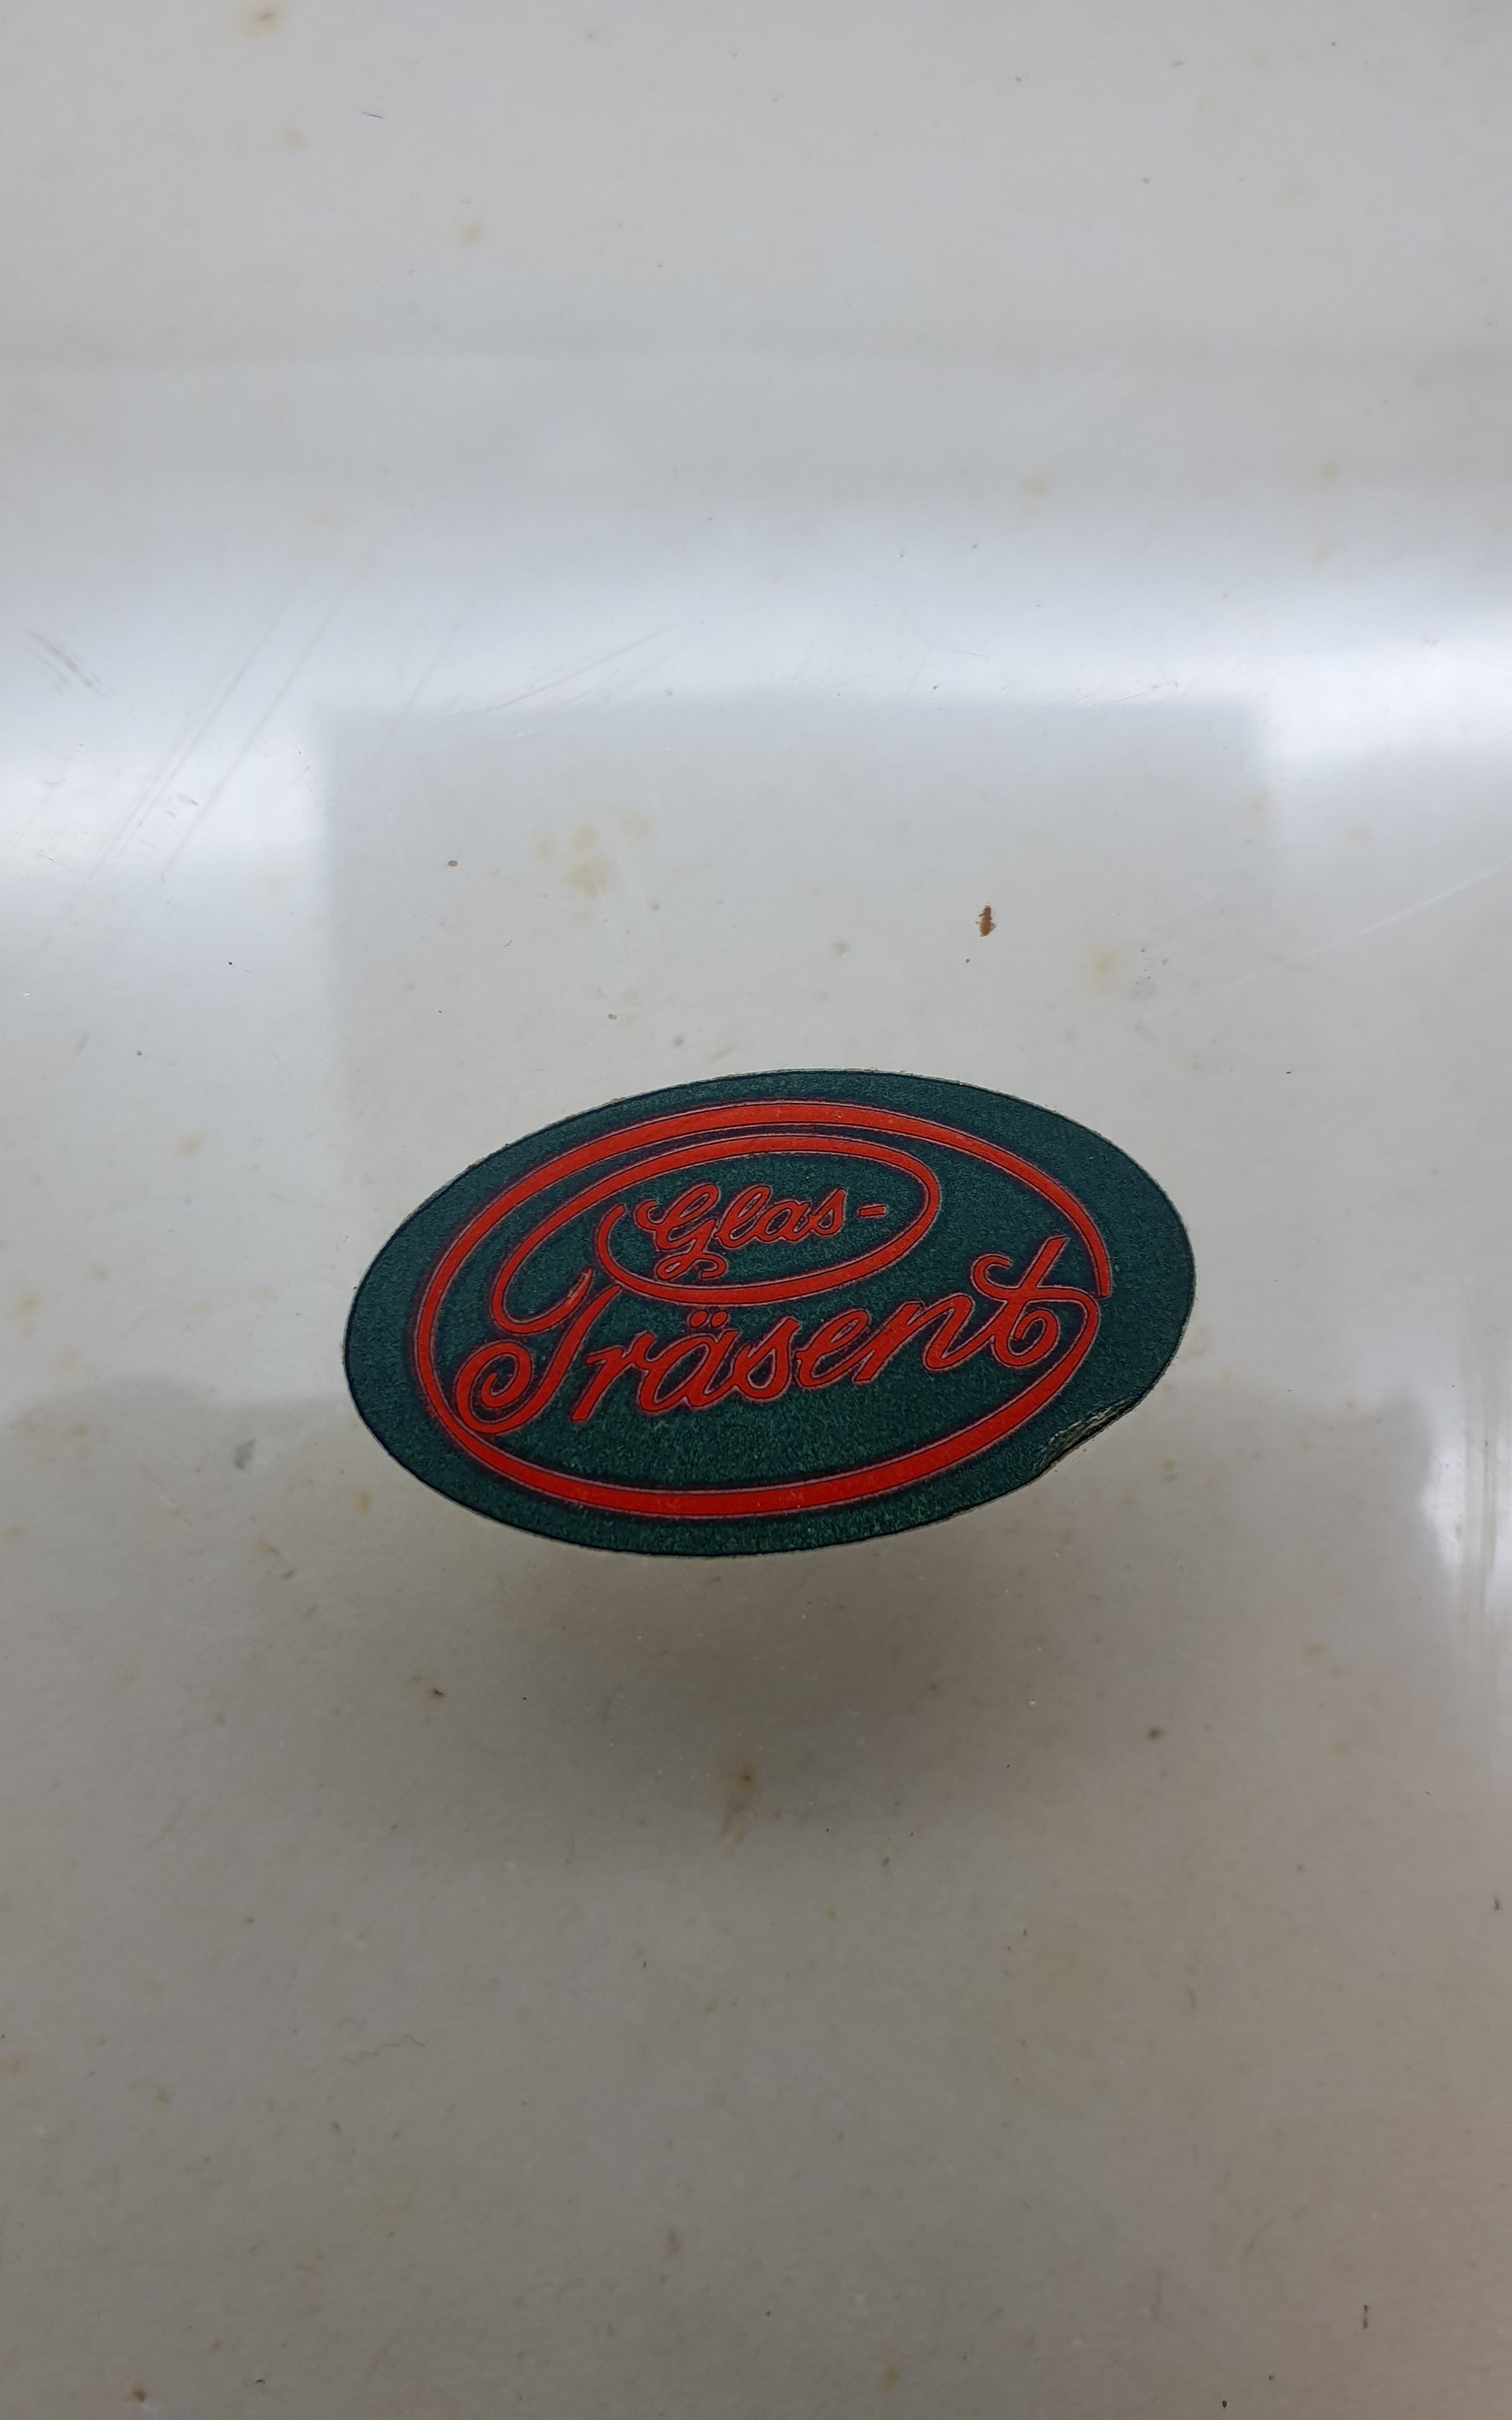 Glas-
Präsent